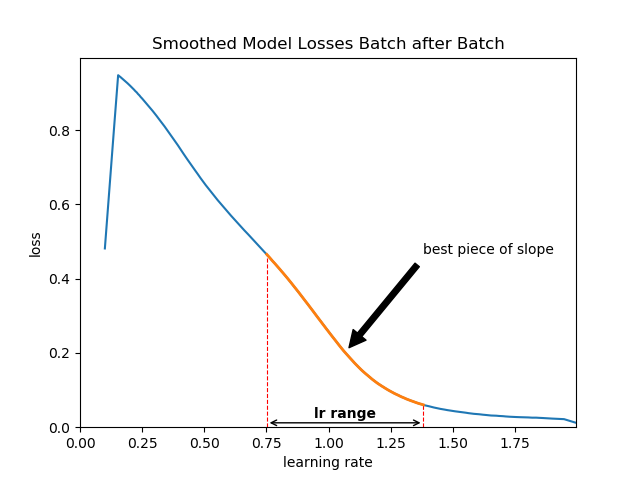 Smoothed Model Losses Batch after Batch
loss
0.8
0.6
0.4
0.2
0.0
best piece of slope
lr range
0.00 0.25 0.50 0.75 1.00 1.25 1.50 1.75
learning rate